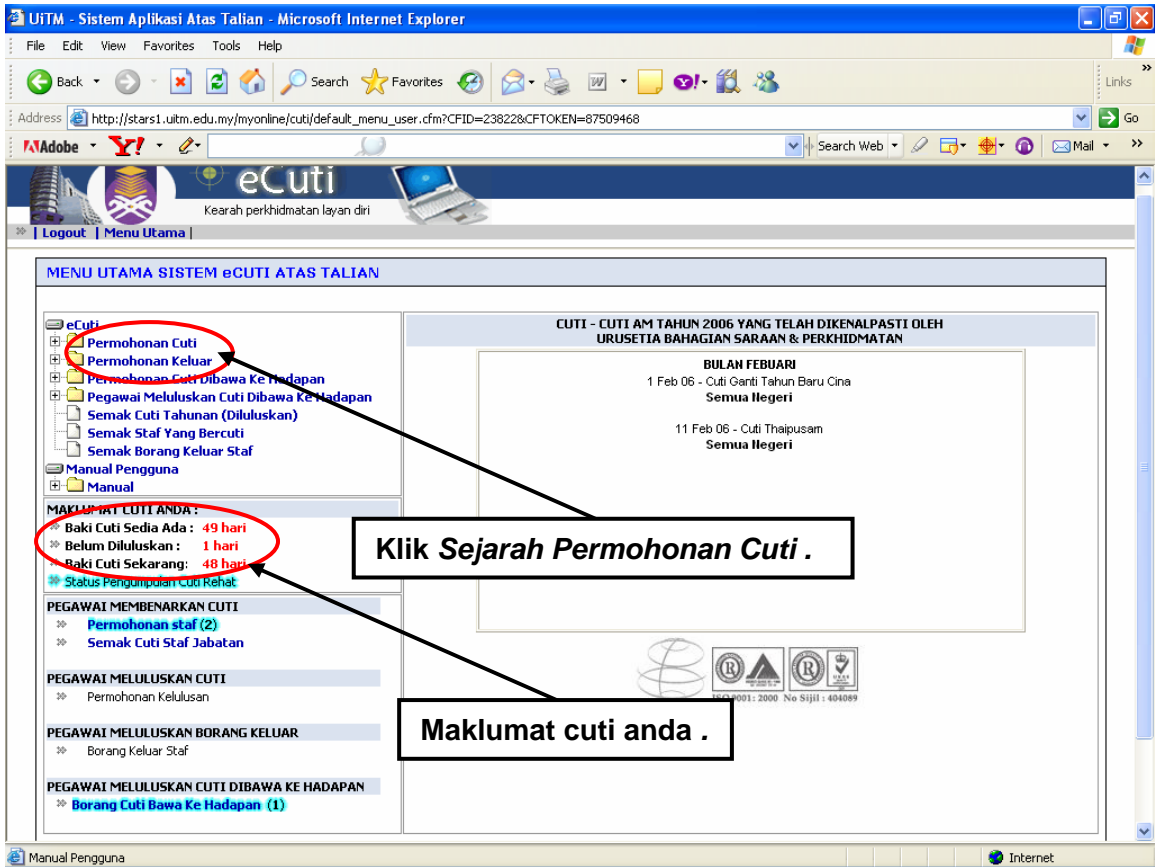 UiTM - Sistem Aplikasi Atas Talian - Microsoft Internet Explorer
File Edit View Favorites Tools Help
Back Search Favorites Links
Address http://stars1.uitm.edu.my/myonline/cuti/default_menu_user.cfm?CFID=23822&CFTOKEN=87509468 Go
Adobe Y! Search Web Mail
eCuti
Kearah perkhidmatan layan diri
| Logout | Menu Utama |
MENU UTAMA SISTEM eCUTI ATAS TALIAN
eCuti
Permohonan Cuti
Permohonan Keluar
Permohonan Cuti Dibawa Ke Hadapan
Pegawai Meluluskan Cuti Dibawa Ke Hadapan
Semak Cuti Tahunan (Diluluskan)
Semak Staf Yang Bercuti
Semak Borang Keluar Staf
Manual Pengguna
Manual
MAKLUMAT CUTI ANDA :
Baki Cuti Sedia Ada : 49 hari
Belum Diluluskan : 1 hari
Baki Cuti Sekarang: 48 hari
Status Pengumpulan Cuti Rehat
PEGAWAI MEMBENARKAN CUTI
Permohonan staf (2)
Semak Cuti Staf Jabatan
PEGAWAI MELULUSKAN CUTI
Permohonan Kelulusan
PEGAWAI MELULUSKAN BORANG KELUAR
Borang Keluar Staf
PEGAWAI MELULUSKAN CUTI DIBAWA KE HADAPAN
Borang Cuti Bawa Ke Hadapan (1)
CUTI - CUTI AM TAHUN 2006 YANG TELAH DIKENALPASTI OLEH
URUSETIA BAHAGIAN SARAAN & PERKHIDMATAN
BULAN FEBUARI
1 Feb 06 - Cuti Ganti Tahun Baru Cina
Semua Negeri
11 Feb 06 - Cuti Thaipusam
Semua Negeri
Klik Sejarah Permohonan Cuti .
ISO 9001: 2000 No Sijil : 404089
Maklumat cuti anda .
Manual Pengguna Internet